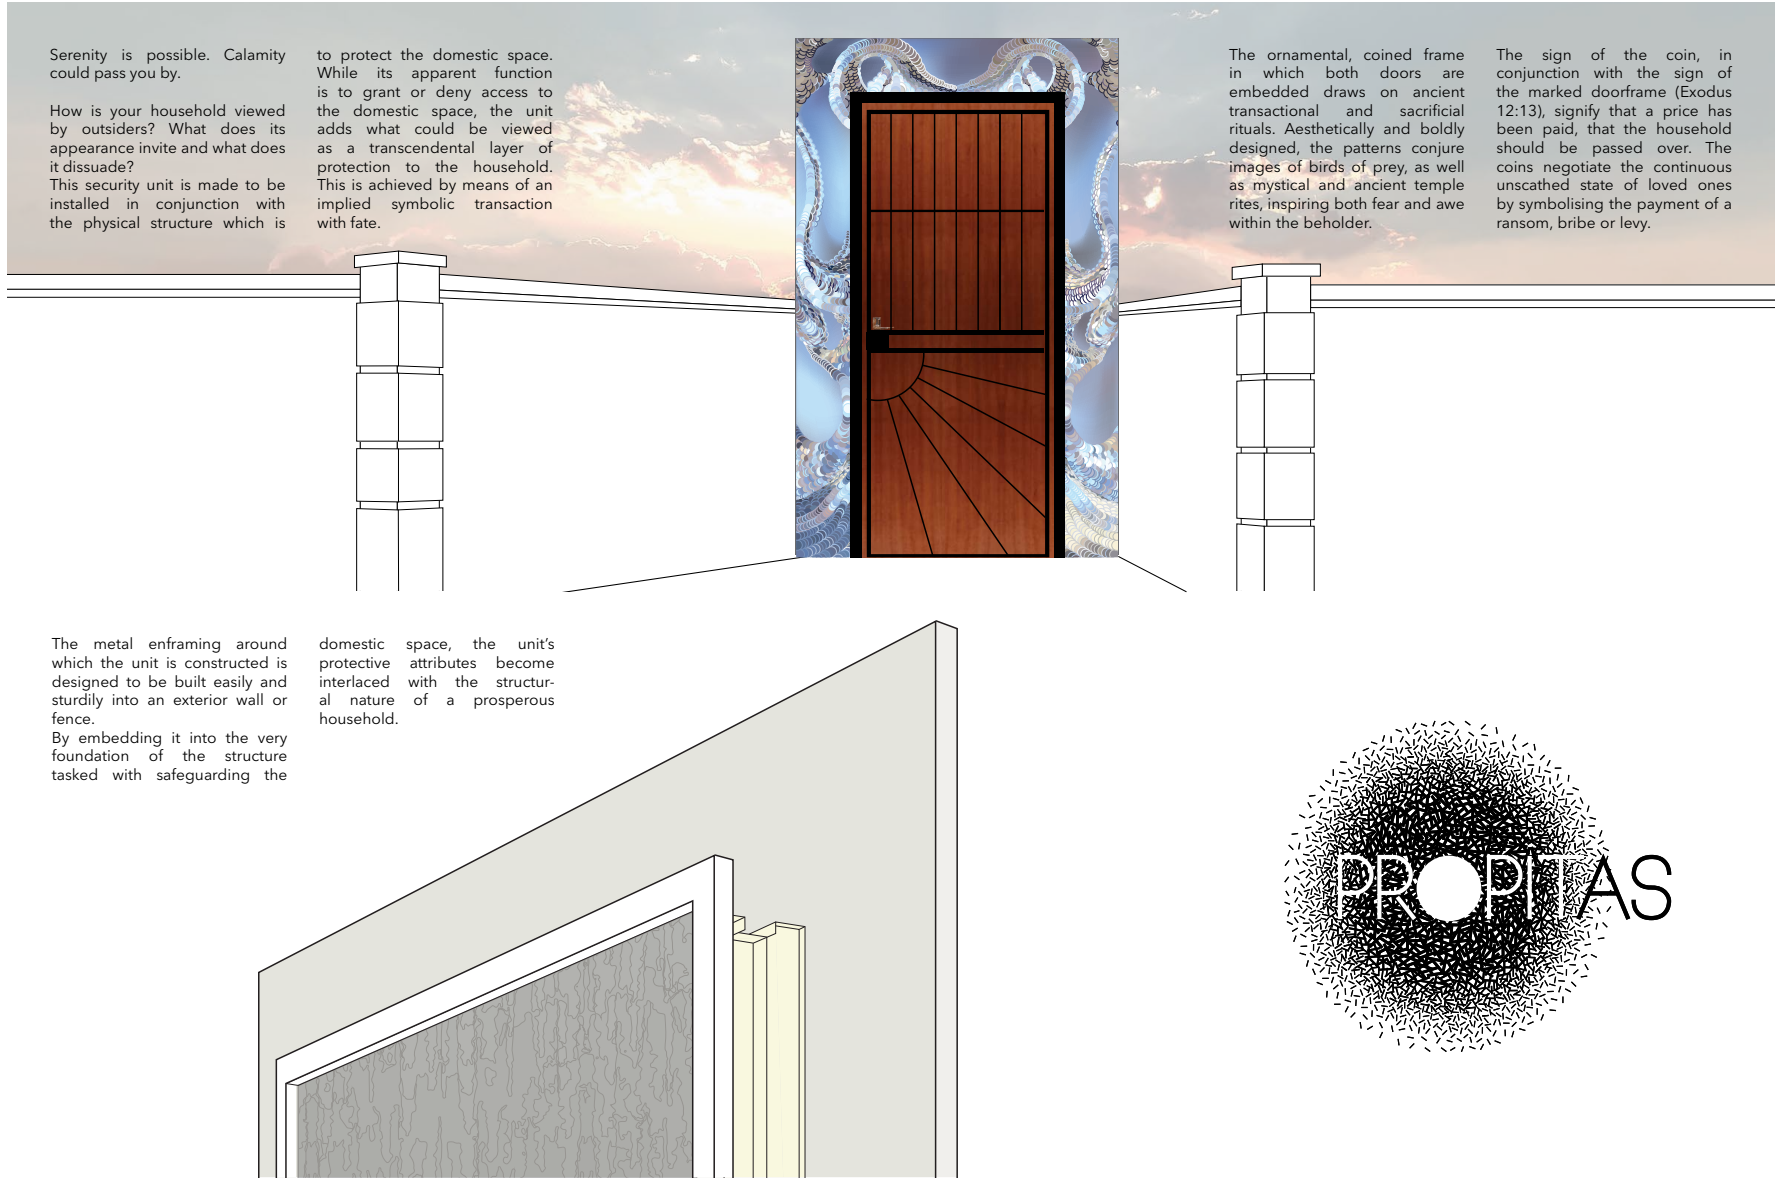 Serenity is possible. Calamity
could pass you by.
How is your household viewed
by outsiders? What does its
appearance invite and what does
it dissuade?
This security unit is made to be
installed in conjunction with
the physical structure which is
to protect the domestic space.
While its apparent function
is to grant or deny access to
the domestic space, the unit
adds what could be viewed
as a transcendental layer of
protection to the household.
This is achieved by means of an
implied symbolic transaction
with fate.
The ornamental, coined frame
in which both doors are
embedded draws on ancient
transactional and sacrificial
rituals. Aesthetically and boldly
designed, the patterns conjure
images of birds of prey, as well
as mystical and ancient temple
rites, inspiring both fear and awe
within the beholder.
The sign of the coin, in
conjunction with the sign of
the marked doorframe (Exodus
12:13), signify that a price has
been paid, that the household
should be passed over. The
coins negotiate the continuous
unscathed state of loved ones
by symbolising the payment of a
ransom, bribe or levy.
The metal enframing around
which the unit is constructed is
designed to be built easily and
sturdily into an exterior wall or
fence.
By embedding it into the very
foundation of the structure
tasked with safeguarding the
domestic space, the unit’s
protective attributes become
interlaced with the structur-
al nature of a prosperous
household.
PROPITAS